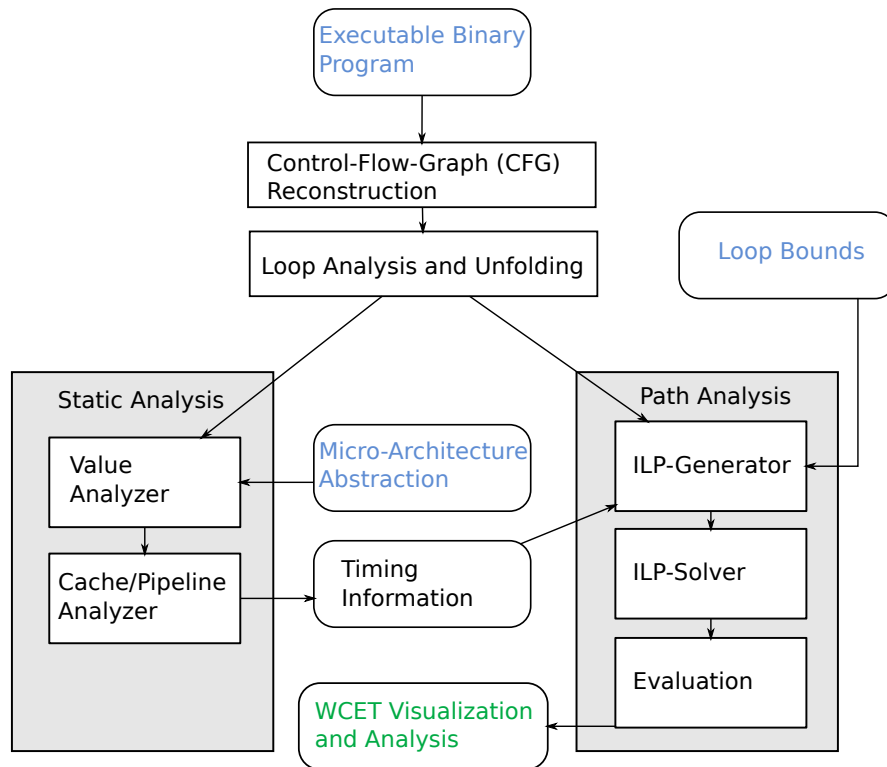 Executable Binary
Program
Control-Flow-Graph (CFG)
Reconstruction
Loop Analysis and Unfolding
Loop Bounds
Static Analysis
Value
Analyzer
Cache/Pipeline
Analyzer
Micro-Architecture
Abstraction
Timing
Information
Path Analysis
ILP-Generator
ILP-Solver
Evaluation
WCET Visualization
and Analysis